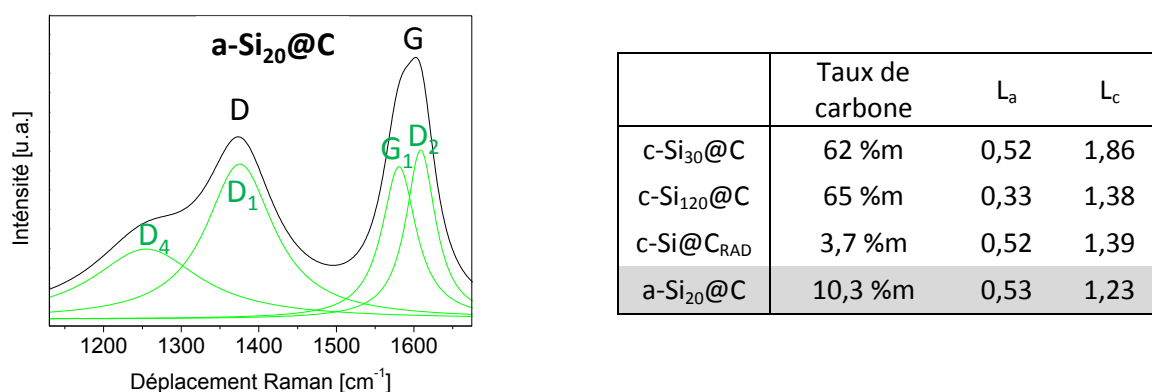 a-Si20@C
G
D
G1
D2
D1
D4
Inténsité [u.a.]
1200 1300 1400 1500 1600
Déplacement Raman [cm-1]
Taux de carbone La Lc
c-Si30@C 62 %m 0,52 1,86
c-Si120@C 65 %m 0,33 1,38
c-Si@CRAD 3,7 %m 0,52 1,39
a-Si20@C 10,3 %m 0,53 1,23